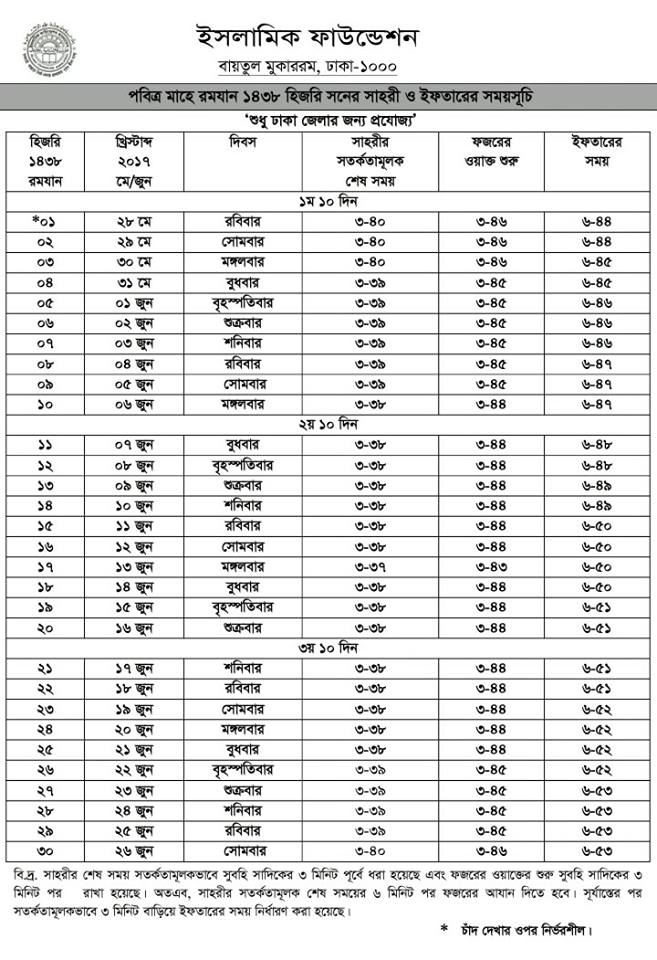 ইসলামিক ফাউন্ডেশন
বায়তুল মুকাররম, ঢাকা-১০০০
পবিত্র মাহে রমযান ১৪৩৮ হিজরি সনের সাহরী ও ইফতারের সময়সূচি
‘শুধু ঢাকা জেলার জন্য প্রযোজ্য’
হিজরি ১৪৩৮ রমযান খ্রিস্টাব্দ ২০১৭ মে/জুন দিবস সাহরীর সতর্কতামূলক শেষ সময় ফজরের ওয়াক্ত শুরু ইফতারের সময়
১ম ১০ দিন
*০১ ২৮ মে রবিবার ৩-৪০ ৩-৪৬ ৬-৪৪
০২ ২৯ মে সোমবার ৩-৪০ ৩-৪৬ ৬-৪৪
০৩ ৩০ মে মঙ্গলবার ৩-৪০ ৩-৪৬ ৬-৪৫
০৪ ৩১ মে বুধবার ৩-৩৯ ৩-৪৫ ৬-৪৫
০৫ ০১ জুন বৃহস্পতিবার ৩-৩৯ ৩-৪৫ ৬-৪৬
০৬ ০২ জুন শুক্রবার ৩-৩৯ ৩-৪৫ ৬-৪৬
০৭ ০৩ জুন শনিবার ৩-৩৯ ৩-৪৫ ৬-৪৬
০৮ ০৪ জুন রবিবার ৩-৩৯ ৩-৪৫ ৬-৪৭
০৯ ০৫ জুন সোমবার ৩-৩৯ ৩-৪৫ ৬-৪৭
১০ ০৬ জুন মঙ্গলবার ৩-৩৮ ৩-৪৪ ৬-৪৭
২য় ১০ দিন
১১ ০৭ জুন বুধবার ৩-৩৮ ৩-৪৪ ৬-৪৮
১২ ০৮ জুন বৃহস্পতিবার ৩-৩৮ ৩-৪৪ ৬-৪৮
১৩ ০৯ জুন শুক্রবার ৩-৩৮ ৩-৪৪ ৬-৪৯
১৪ ১০ জুন শনিবার ৩-৩৮ ৩-৪৪ ৬-৪৯
১৫ ১১ জুন রবিবার ৩-৩৮ ৩-৪৪ ৬-৫০
১৬ ১২ জুন সোমবার ৩-৩৮ ৩-৪৪ ৬-৫০
১৭ ১৩ জুন মঙ্গলবার ৩-৩৭ ৩-৪৩ ৬-৫০
১৮ ১৪ জুন বুধবার ৩-৩৮ ৩-৪৪ ৬-৫০
১৯ ১৫ জুন বৃহস্পতিবার ৩-৩৮ ৩-৪৪ ৬-৫১
২০ ১৬ জুন শুক্রবার ৩-৩৮ ৩-৪৪ ৬-৫১
৩য় ১০ দিন
২১ ১৭ জুন শনিবার ৩-৩৮ ৩-৪৪ ৬-৫১
২২ ১৮ জুন রবিবার ৩-৩৮ ৩-৪৪ ৬-৫১
২৩ ১৯ জুন সোমবার ৩-৩৮ ৩-৪৪ ৬-৫২
২৪ ২০ জুন মঙ্গলবার ৩-৩৮ ৩-৪৪ ৬-৫২
২৫ ২১ জুন বুধবার ৩-৩৮ ৩-৪৪ ৬-৫২
২৬ ২২ জুন বৃহস্পতিবার ৩-৩৯ ৩-৪৫ ৬-৫২
২৭ ২৩ জুন শুক্রবার ৩-৩৯ ৩-৪৫ ৬-৫৩
২৮ ২৪ জুন শনিবার ৩-৩৯ ৩-৪৫ ৬-৫৩
২৯ ২৫ জুন রবিবার ৩-৩৯ ৩-৪৫ ৬-৫৩
৩০ ২৬ জুন সোমবার ৩-৪০ ৩-৪৬ ৬-৫৩
বি.দ্র. সাহরীর শেষ সময় সতর্কতামূলকভাবে সুবহি সাদিকের ৩ মিনিট পূর্বে ধরা হয়েছে এবং ফজরের ওয়াক্তের শুরু সুবহি সাদিকের ৩
মিনিট পর রাখা হয়েছে। অতএব, সাহরীর সতর্কতামূলক শেষ সময়ের ৬ মিনিট পর ফজরের আযান দিতে হবে। সূর্যাস্তের পর
সতর্কতামূলকভাবে ৩ মিনিট বাড়িয়ে ইফতারের সময় নির্ধারণ করা হয়েছে।
* চাঁদ দেখার ওপর নির্ভরশীল।